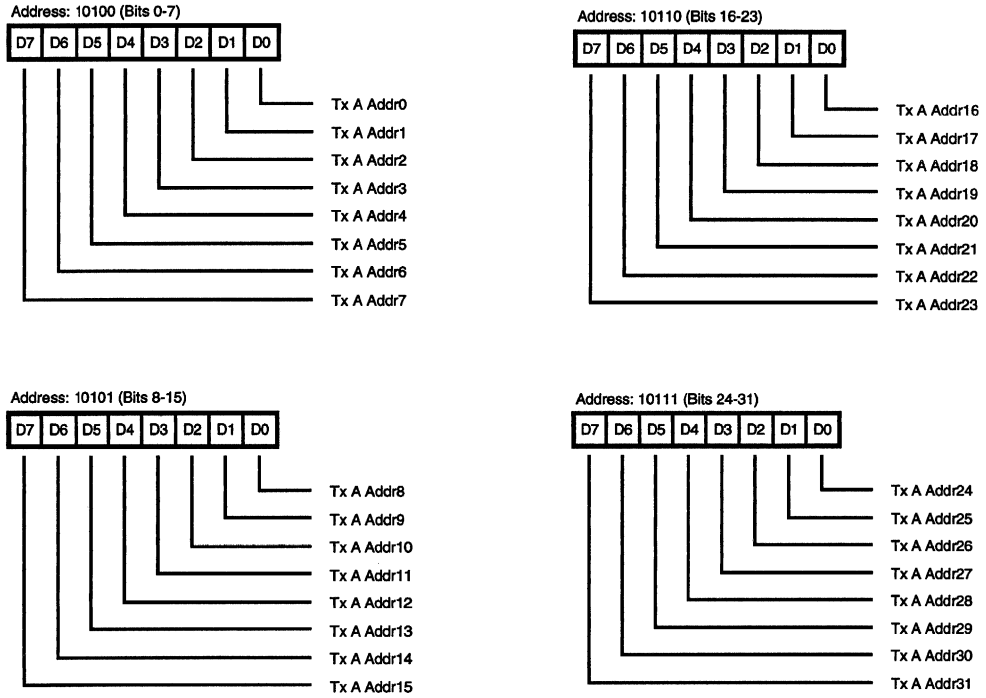 Address: 10100 (Bits 0-7)
D7 D6 D5 D4 D3 D2 D1 D0
Tx A Addr0
Tx A Addr1
Tx A Addr2
Tx A Addr3
Tx A Addr4
Tx A Addr5
Tx A Addr6
Tx A Addr7
Address: 10110 (Bits 16-23)
D7 D6 D5 D4 D3 D2 D1 D0
Tx A Addr16
Tx A Addr17
Tx A Addr18
Tx A Addr19
Tx A Addr20
Tx A Addr21
Tx A Addr22
Tx A Addr23
Address: 10101 (Bits 8-15)
D7 D6 D5 D4 D3 D2 D1 D0
Tx A Addr8
Tx A Addr9
Tx A Addr10
Tx A Addr11
Tx A Addr12
Tx A Addr13
Tx A Addr14
Tx A Addr15
Address: 10111 (Bits 24-31)
D7 D6 D5 D4 D3 D2 D1 D0
Tx A Addr24
Tx A Addr25
Tx A Addr26
Tx A Addr27
Tx A Addr28
Tx A Addr29
Tx A Addr30
Tx A Addr31